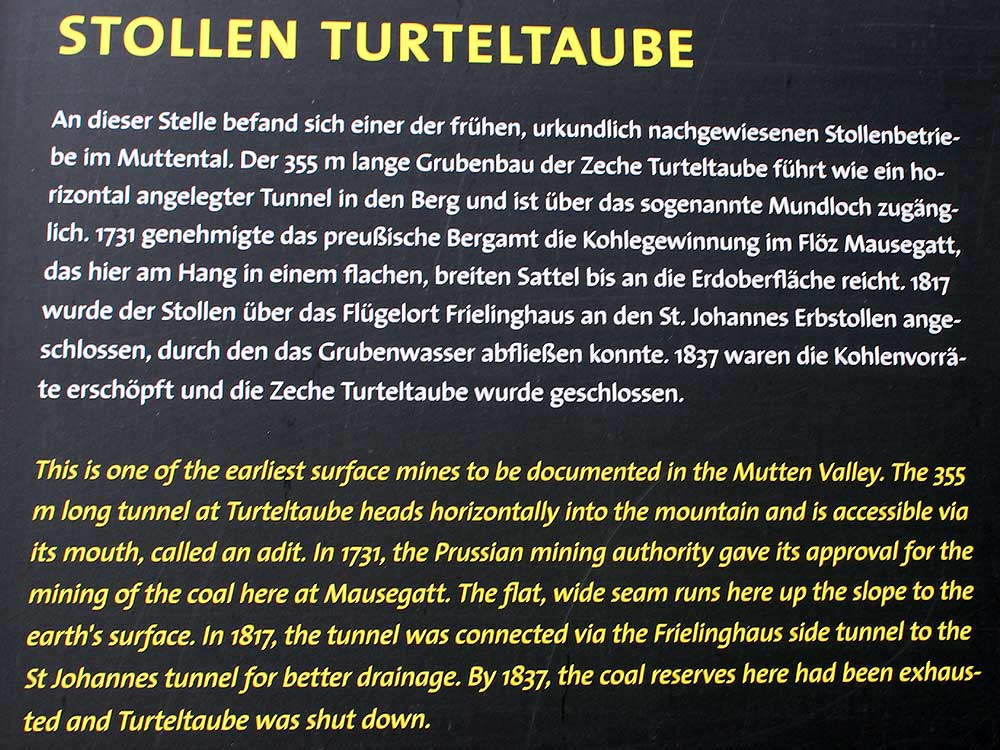 STOLLEN TURTELTAUBE
An dieser Stelle befand sich einer der frühen, urkundlich nachgewiesenen Stollenbetrie-
be im Muttental. Der 355 m lange Grubenbau der Zeche Turteltaube führt wie ein ho-
rizontal angelegter Tunnel in den Berg und ist über das sogenannte Mundloch zugäng-
lich. 1731 genehmigte das preußische Bergamt die Kohlegewinnung im Flöz Mausegatt,
das hier am Hang in einem flachen, breiten Sattel bis an die Erdoberfläche reicht. 1817
wurde der Stollen über das Flügelort Frielinghaus an den St. Johannes Erbstollen ange-
schlossen, durch den das Grubenwasser abfließen konnte. 1837 waren die Kohlenvorrä-
te erschöpft und die Zeche Turteltaube wurde geschlossen.
This is one of the earliest surface mines to be documented in the Mutten Valley. The 355
m long tunnel at Turteltaube heads horizontally into the mountain and is accessible via
its mouth, called an adit. In 1731, the Prussian mining authority gave its approval for the
mining of the coal here at Mausegatt. The flat, wide seam runs here up the slope to the
earth's surface. In 1817, the tunnel was connected via the Frielinghaus side tunnel to the
St Johannes tunnel for better drainage. By 1837, the coal reserves here had been exhaus-
ted and Turteltaube was shut down.